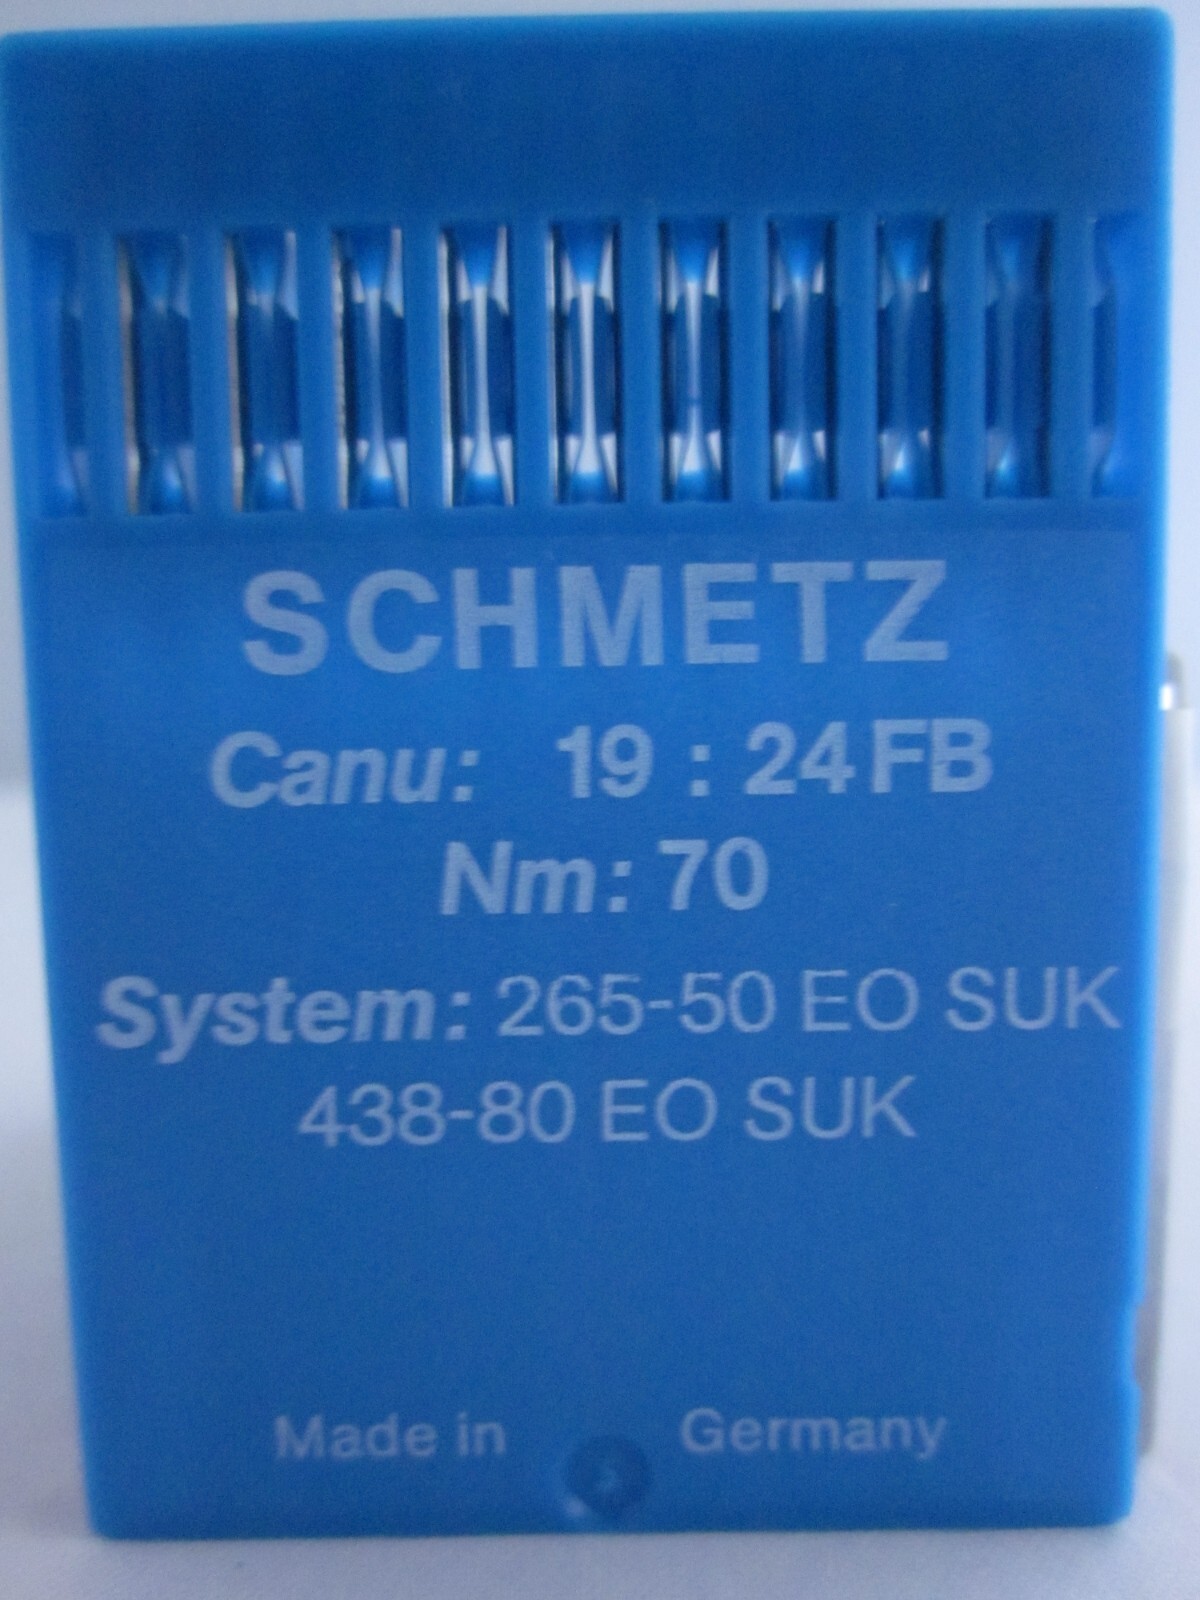 SCHMETZ
Canu: 19 : 24 FB
Nm: 70
System: 265-50 EO SUK
438-80 EO SUK
Made in Germany